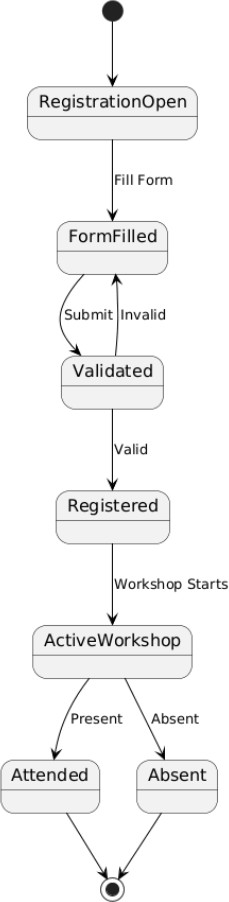 RegistrationOpen
Fill Form
FormFilled
Submit
Invalid
Validated
Valid
Registered
Workshop Starts
ActiveWorkshop
Present
Absent
Attended
Absent